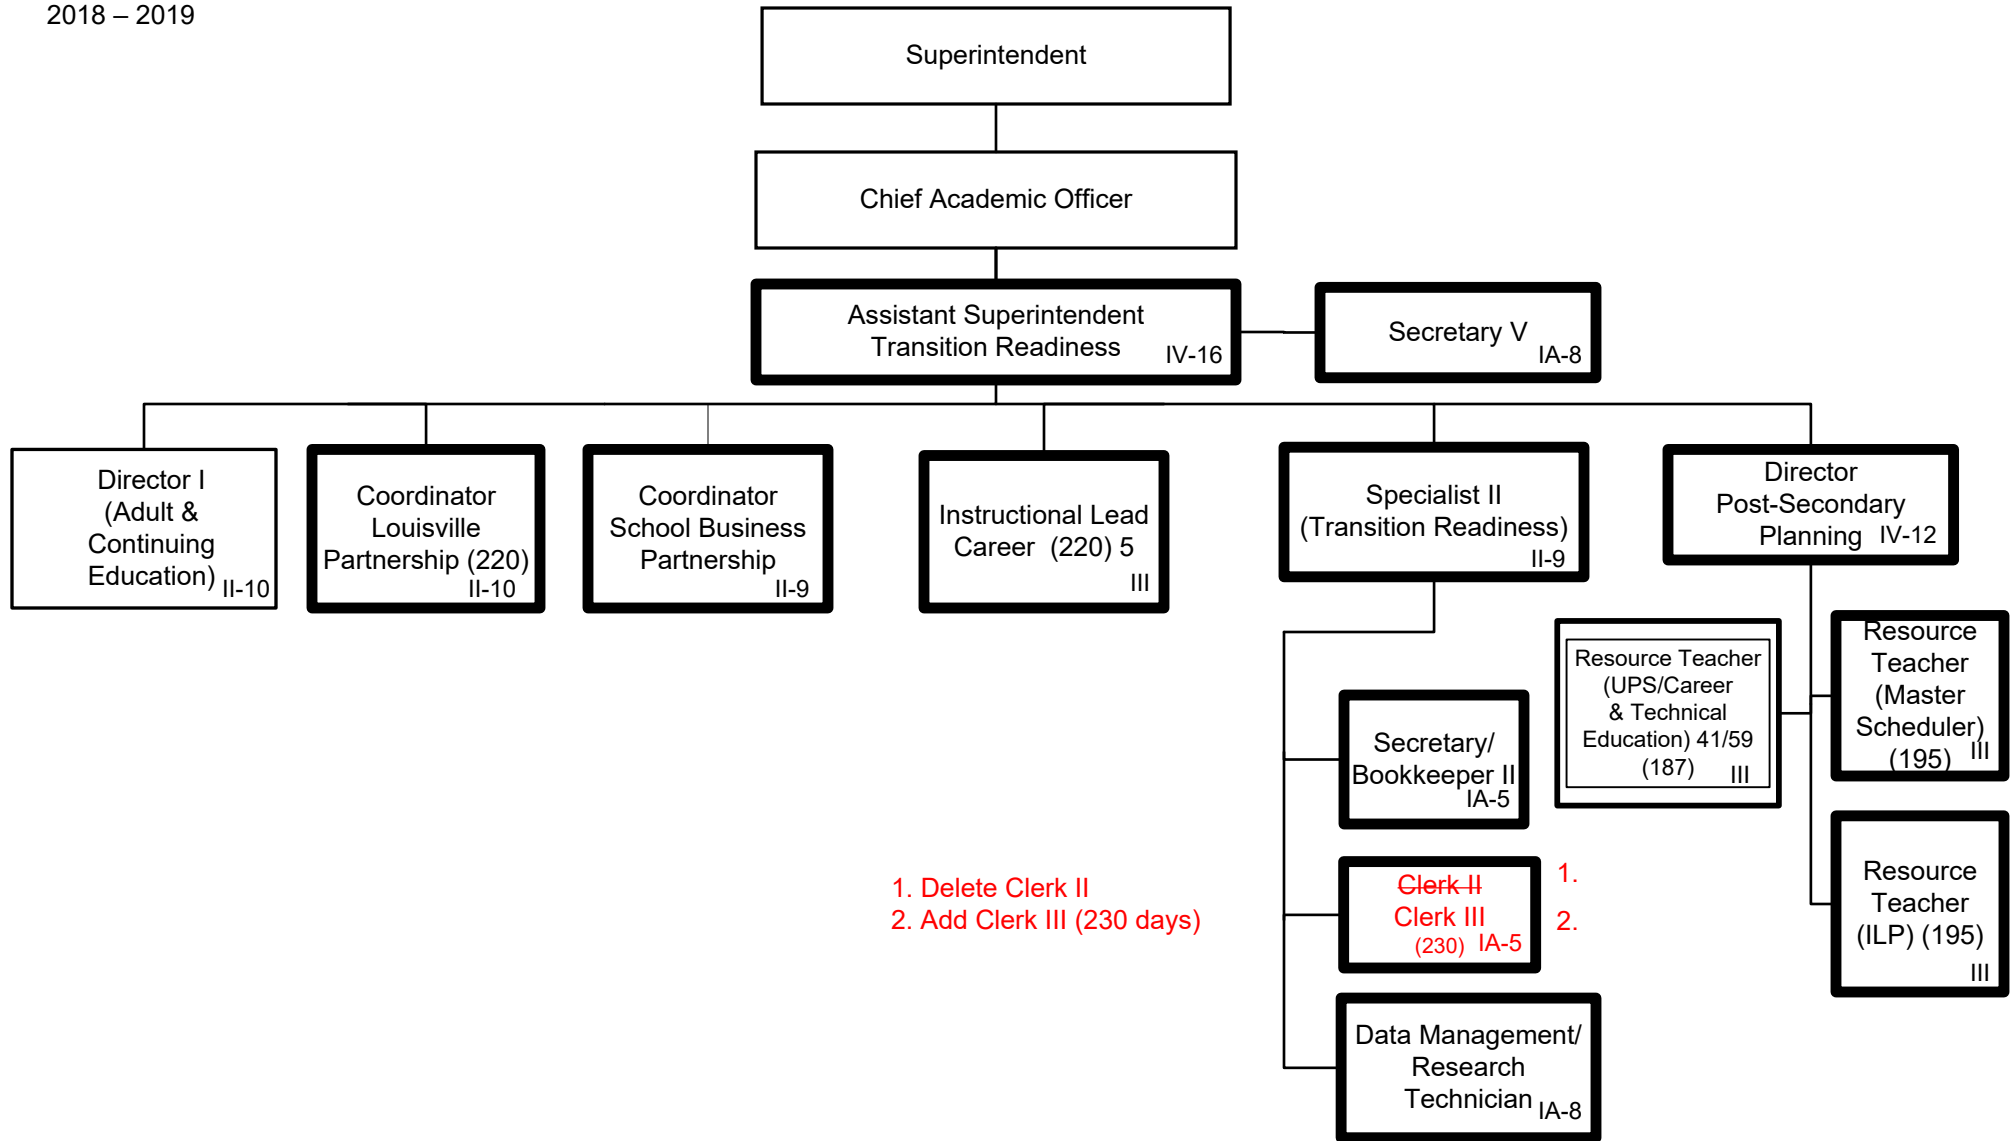 2018 – 2019
Superintendent
Chief Academic Officer
Assistant Superintendent
Transition Readiness
IV-16
Secretary V
IA-8
Director I
(Adult &
Continuing
Education)
II-10
Coordinator
Louisville
Partnership (220)
II-10
Coordinator
School Business
Partnership
II-9
Instructional Lead
Career (220) 5
III
Specialist II
(Transition Readiness)
II-9
Director
Post-Secondary
Planning
IV-12
Resource Teacher
(UPS/Career
& Technical
Education) 41/59
(187)
III
Resource
Teacher
(Master
Scheduler)
(195)
III
Secretary/
Bookkeeper II
IA-5
1. Delete Clerk II
2. Add Clerk III (230 days)
Clerk II
Clerk III
(230) IA-5
1.
2.
Resource
Teacher
(ILP) (195)
III
Data Management/
Research
Technician
IA-8